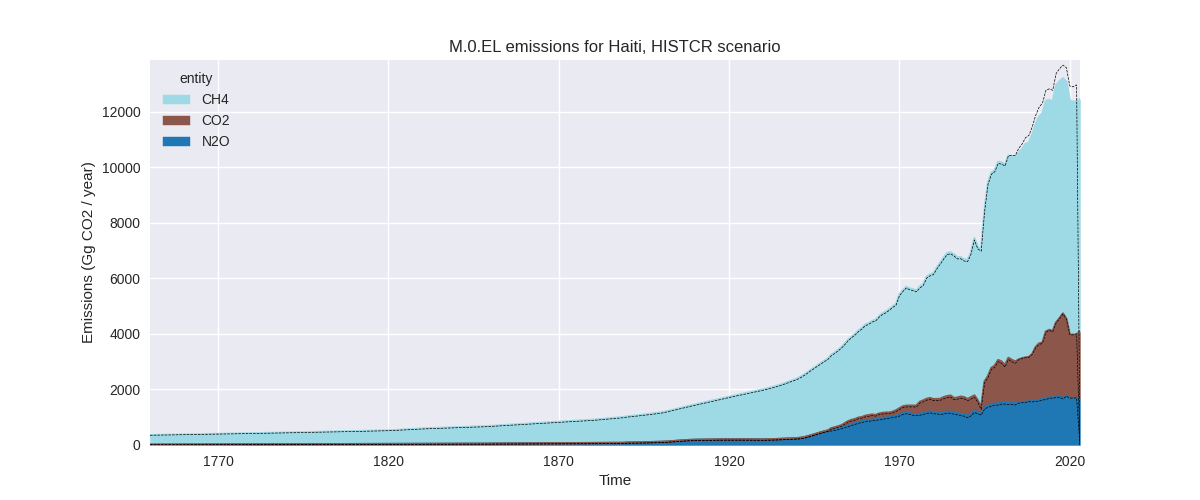 M.0.EL emissions for Haiti, HISTCR scenario
entity
CH4
CO2
N2O
Emissions (Gg CO2 / year)
12000
10000
8000
6000
4000
2000
0
1770 1820 1870 1920 1970 2020
Time